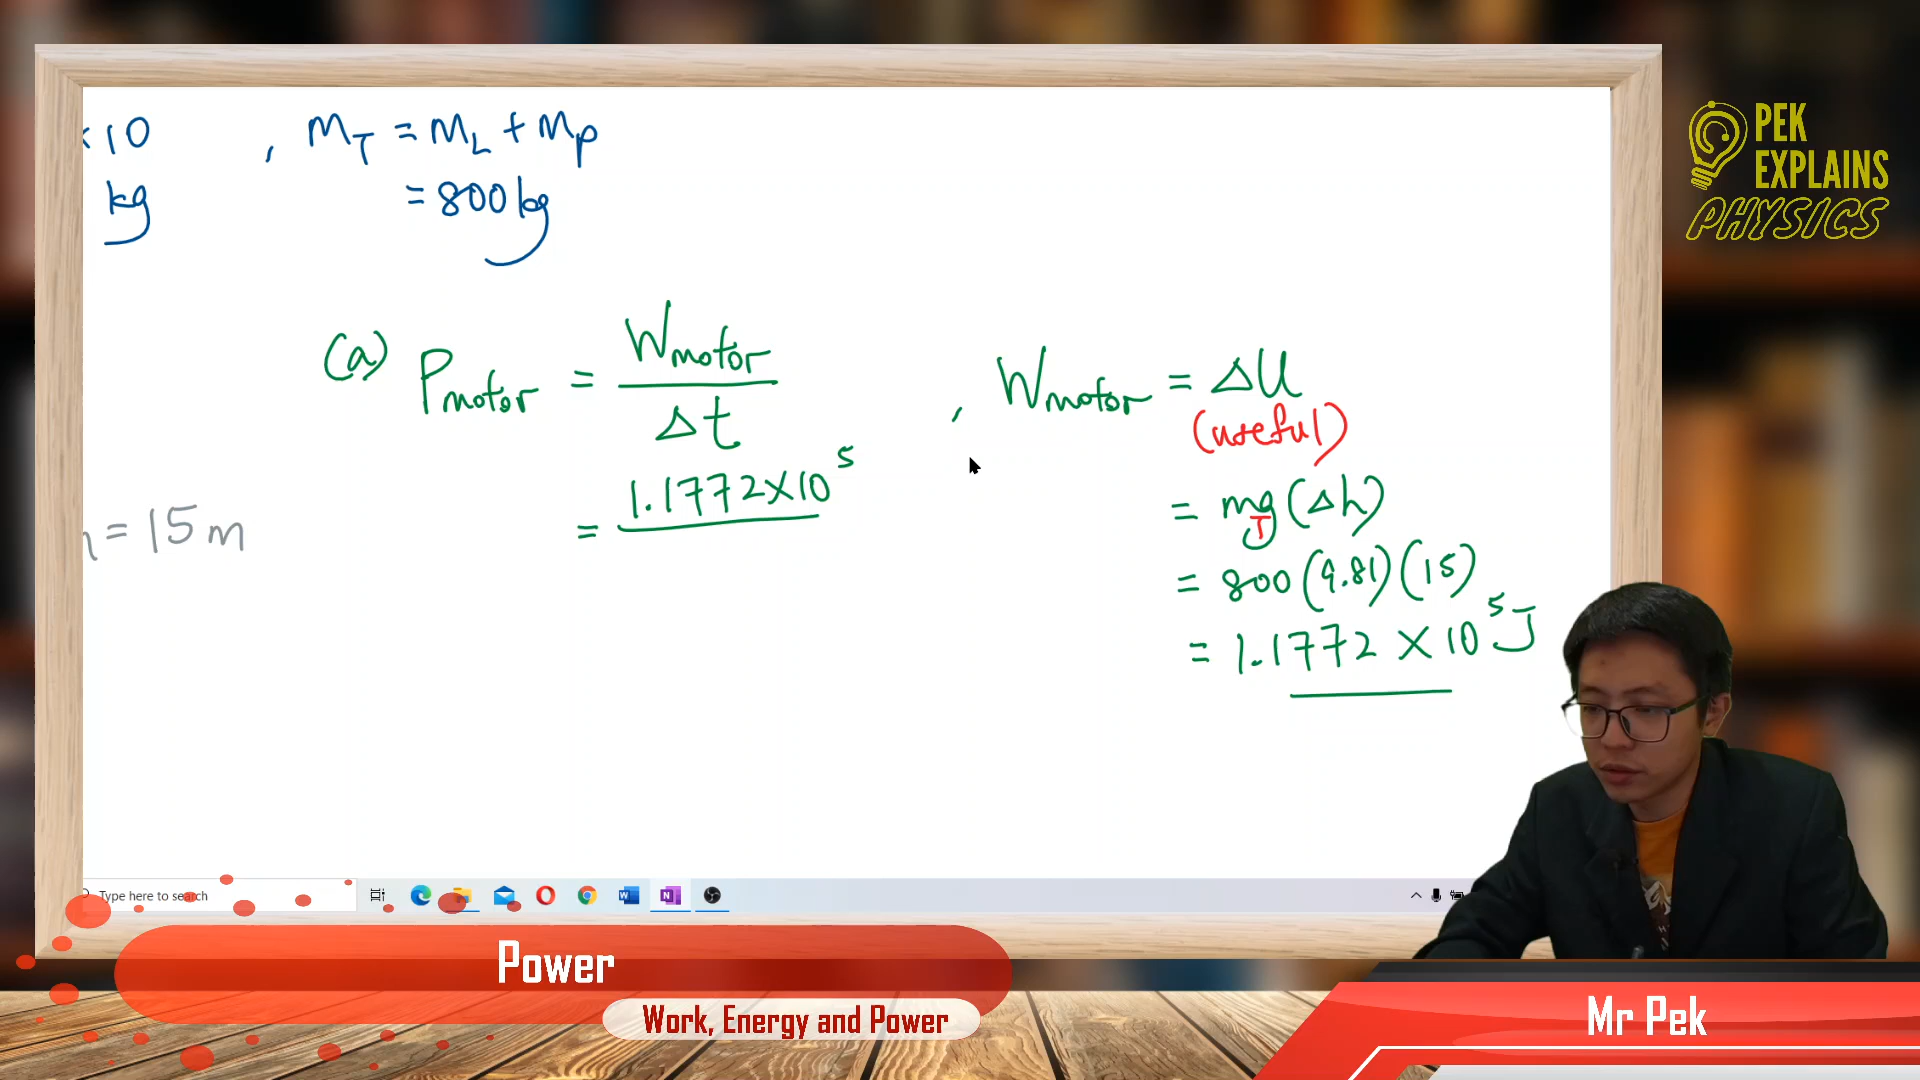 ×10 , m_T = m_L + m_p
kg = 800 kg
(a) P_motor = W_motor / Δt , W_motor = ΔU
(useful)
= 1.1772×10^5
= m_T g (Δh)
= 15 m
= 800 (9.81) (15)
= 1.1772 × 10^5 J
PEK
EXPLAINS
PHYSICS
Type here to search
Power
Work, Energy and Power
Mr Pek